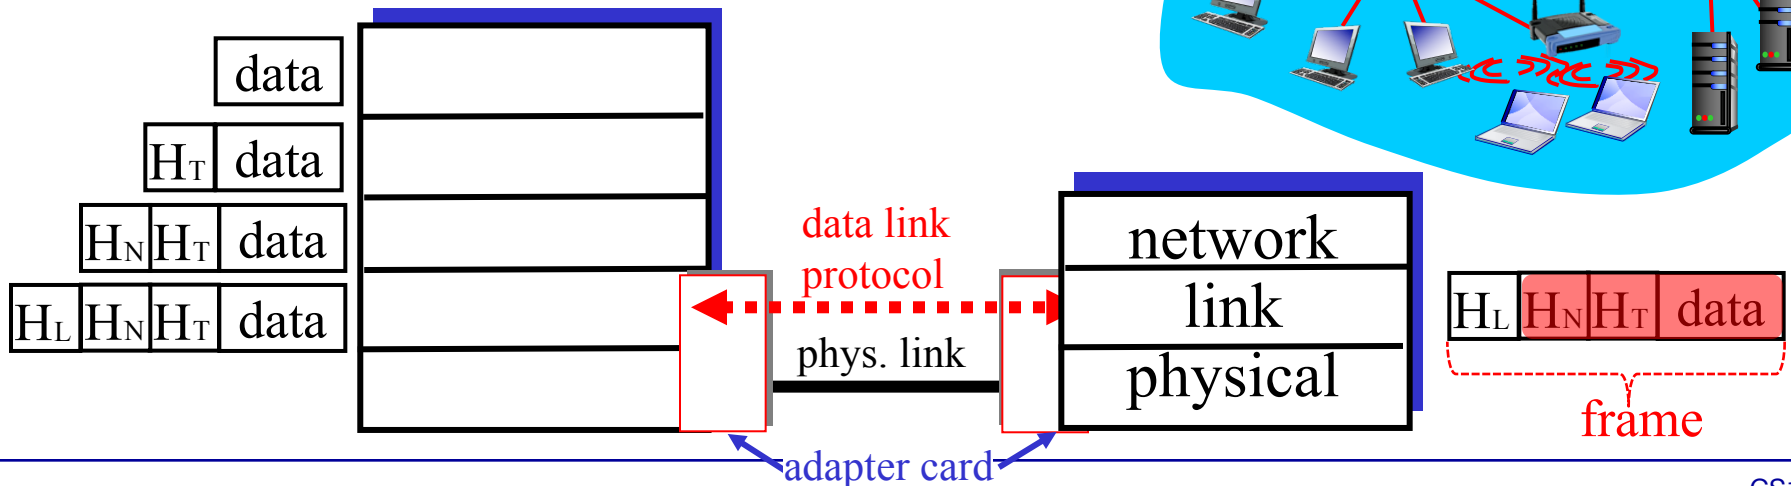 data
HT data
HN HT data
HL HN HT data
data link
protocol
phys. link
adapter card
network
link
physical
HL HN HT data
frame